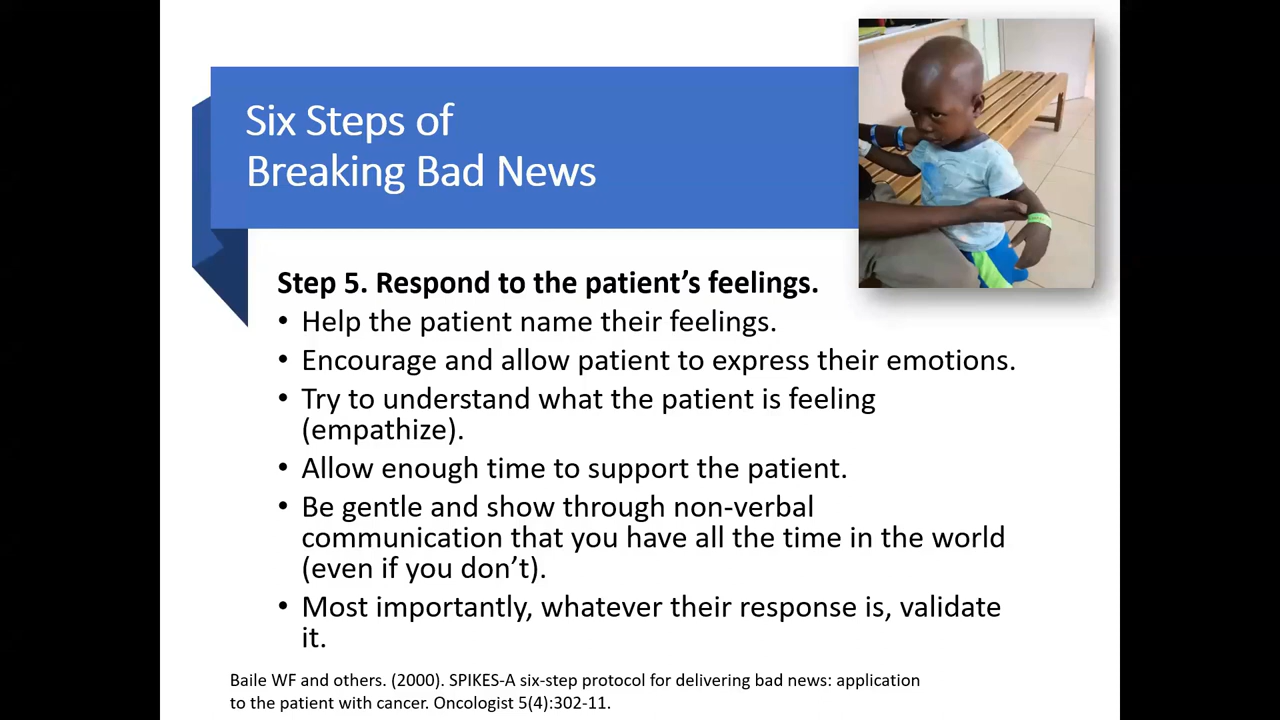 Six Steps of
Breaking Bad News
Step 5. Respond to the patient’s feelings.
• Help the patient name their feelings.
• Encourage and allow patient to express their emotions.
• Try to understand what the patient is feeling
(empathize).
• Allow enough time to support the patient.
• Be gentle and show through non-verbal
communication that you have all the time in the world
(even if you don’t).
• Most importantly, whatever their response is, validate
it.
Baile WF and others. (2000). SPIKES-A six-step protocol for delivering bad news: application
to the patient with cancer. Oncologist 5(4):302-11.